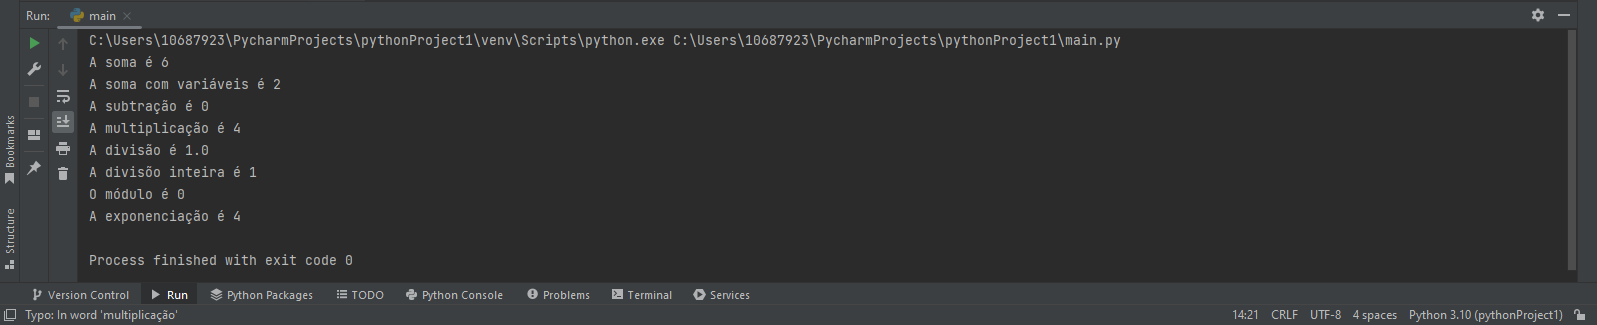 Run: main
C:\Users\10687923\PycharmProjects\pythonProject1\venv\Scripts\python.exe C:\Users\10687923\PycharmProjects\pythonProject1\main.py
A soma é 6
A soma com variáveis é 2
A subtração é 0
A multiplicação é 4
A divisão é 1.0
A divisõo inteira é 1
O módulo é 0
A exponenciação é 4
Process finished with exit code 0
Bookmarks
Structure
Version Control Run Python Packages TODO Python Console Problems Terminal Services
Typo: In word 'multiplicação' 14:21 CRLF UTF-8 4 spaces Python 3.10 (pythonProject1)